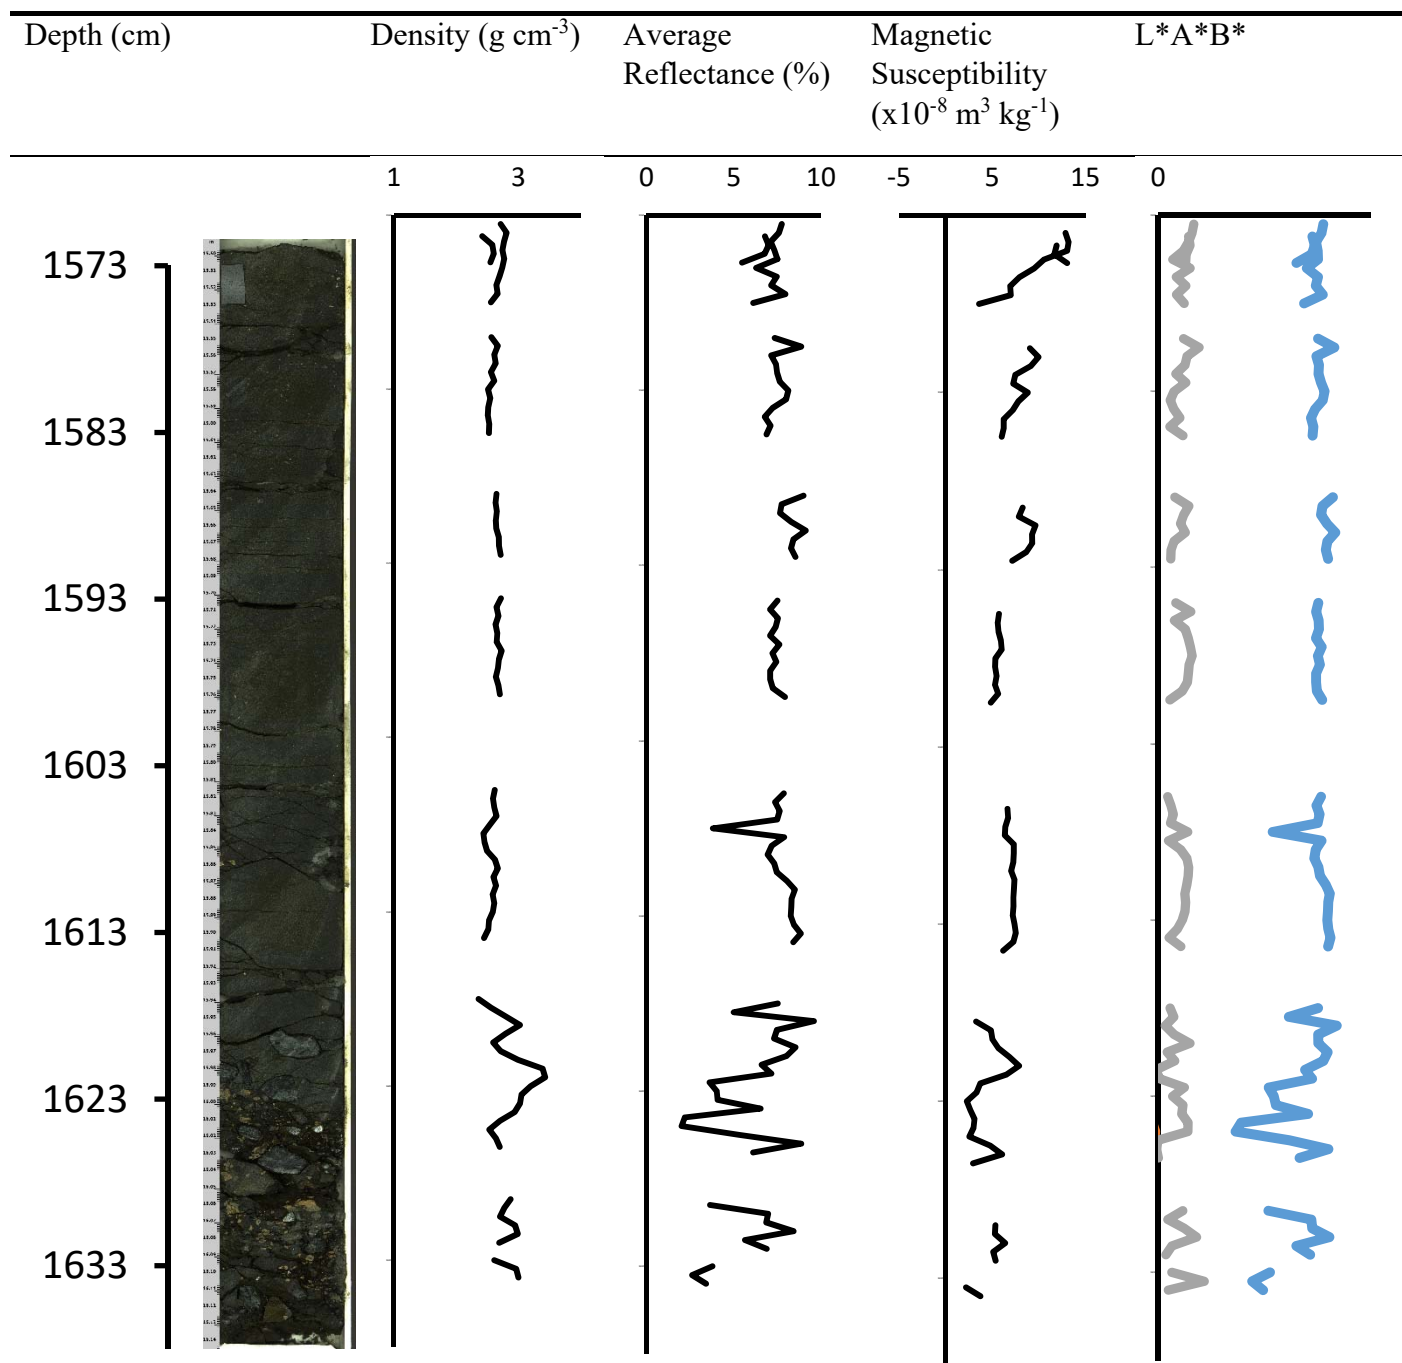 Depth (cm) Density (g cm-3) Average Magnetic L*A*B*
Reflectance (%) Susceptibility
(x10-8 m3 kg-1)
1 3 0 5 10 -5 5 15 0
1573
1583
1593
1603
1613
1623
1633